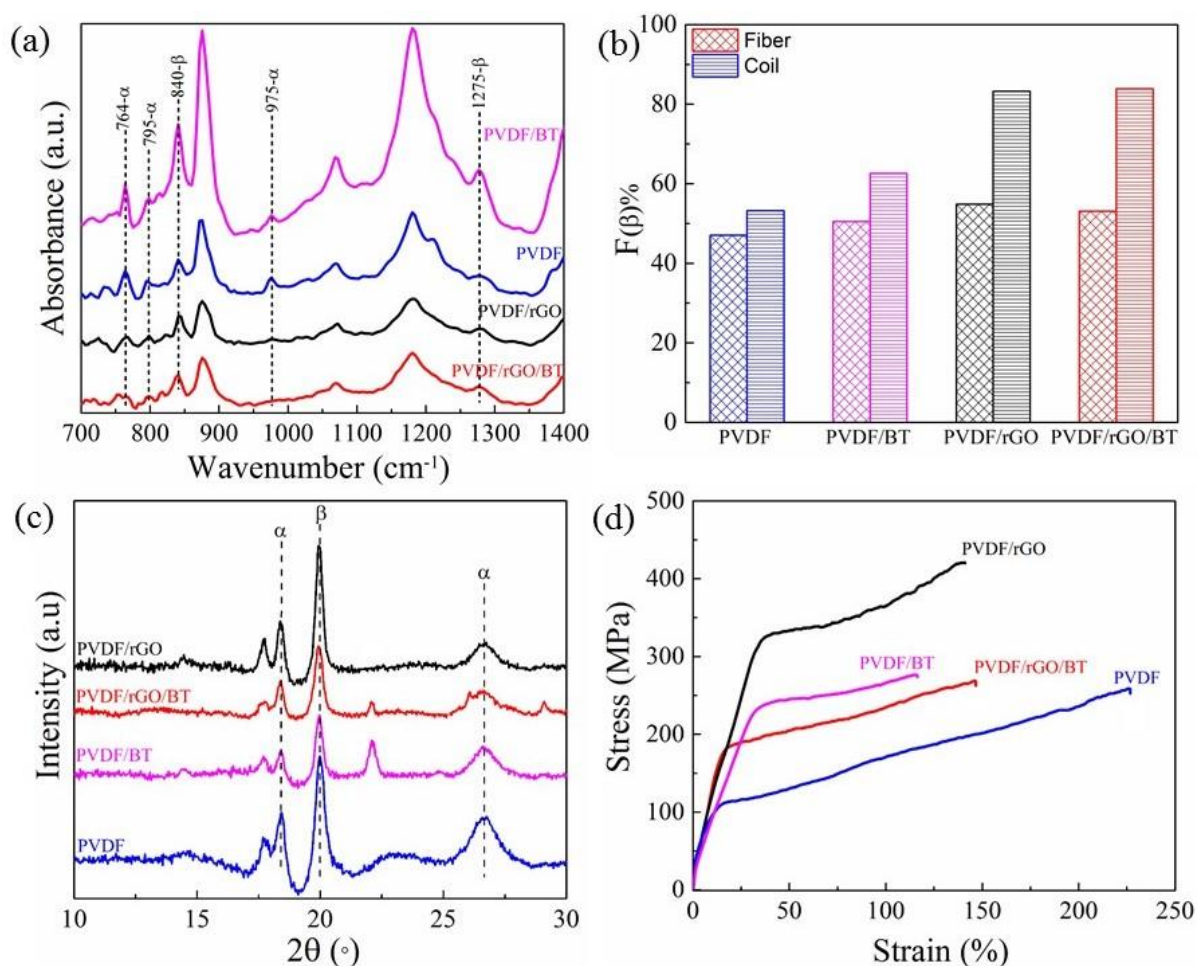 (a)
Absorbance (a.u.)
764-α
795-α
840-β
975-α
1275-β
PVDF/BT
PVDF
PVDF/rGO
PVDF/rGO/BT
700 800 900 1000 1100 1200 1300 1400
Wavenumber (cm⁻¹)
(b)
F(β)%
100
80
60
40
20
0
Fiber
Coil
PVDF PVDF/BT PVDF/rGO PVDF/rGO/BT
(c)
Intensity (a.u)
α
β
α
PVDF/rGO
PVDF/rGO/BT
PVDF/BT
PVDF
10 15 20 25 30
2θ (◦)
(d)
Stress (MPa)
500
400
300
200
100
0
PVDF/rGO
PVDF/BT
PVDF/rGO/BT
PVDF
0 50 100 150 200 250
Strain (%)